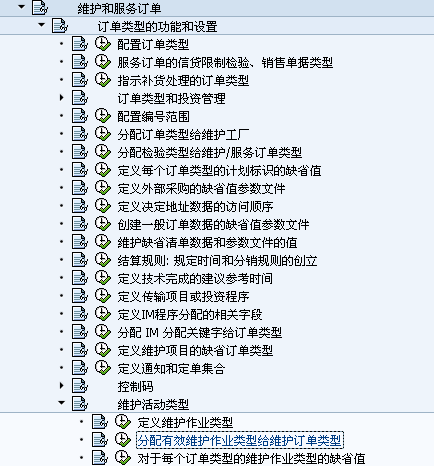 维护和服务订单
订单类型的功能和设置
配置订单类型
服务订单的信贷限制检验、销售单据类型
指示补货处理的订单类型
订单类型和投资管理
配置编号范围
分配订单类型给维护工厂
分配检验类型给维护/服务订单类型
定义每个订单类型的计划标识的缺省值
定义外部采购的缺省值参数文件
定义决定地址数据的访问顺序
创建一般订单数据的缺省值参数文件
维护缺省清单数据和参数文件的值
结算规则: 规定时间和分销规则的创立
定义技术完成的建议参考时间
定义传输项目或投资程序
定义IM程序分配的相关字段
分配 IM 分配关键字给订单类型
定义维护项目的缺省订单类型
定义通知和定单集合
控制码
维护活动类型
定义维护作业类型
分配有效维护作业类型给维护订单类型
对于每个订单类型的维护作业类型的缺省值